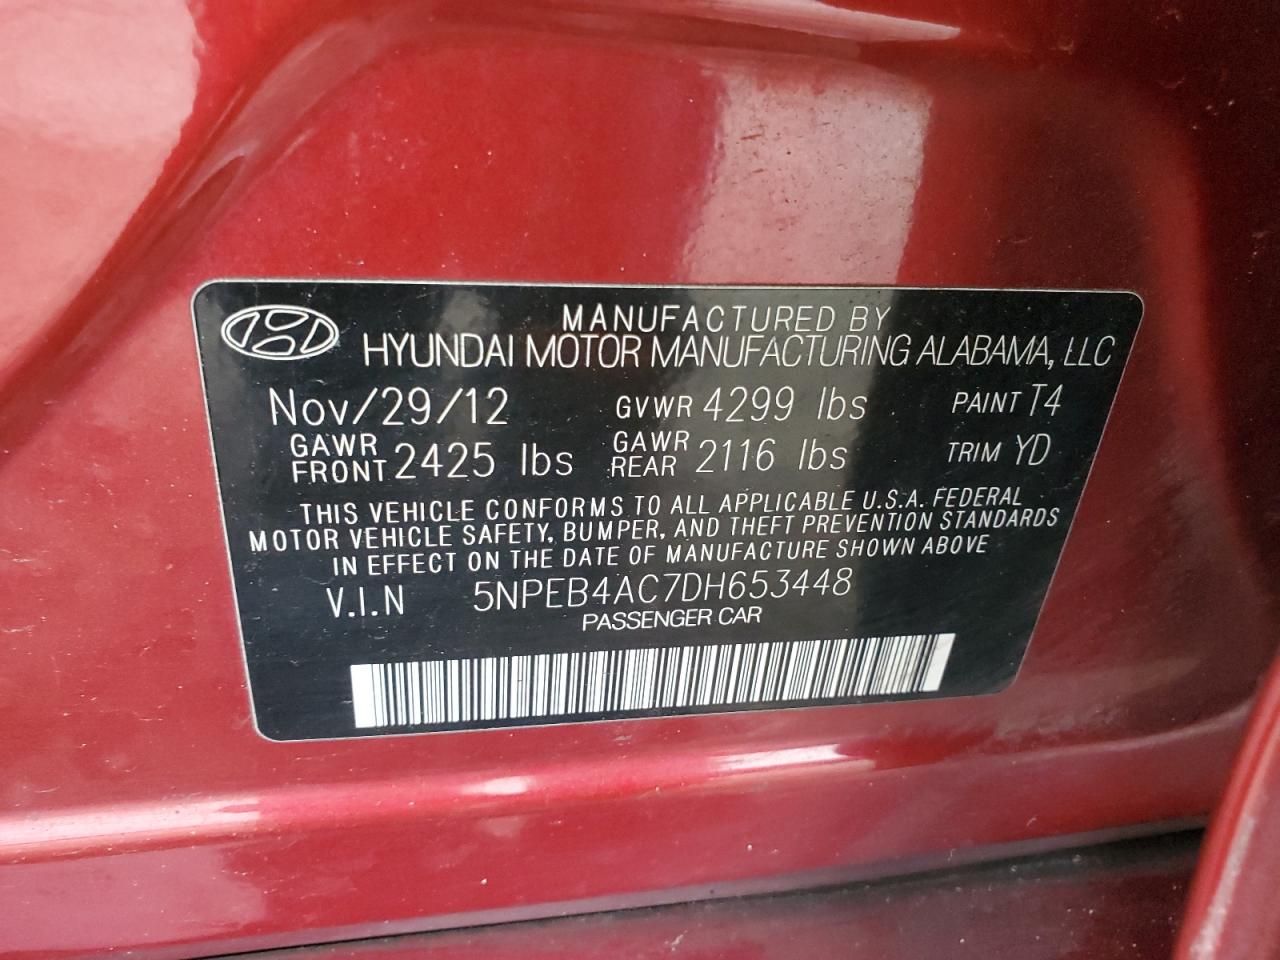 MANUFACTURED BY
HYUNDAI MOTOR MANUFACTURING ALABAMA, LLC
Nov/29/12 GVWR 4299 lbs PAINT T4
GAWR FRONT 2425 lbs GAWR REAR 2116 lbs TRIM YD
THIS VEHICLE CONFORMS TO ALL APPLICABLE U.S.A. FEDERAL
MOTOR VEHICLE SAFETY, BUMPER, AND THEFT PREVENTION STANDARDS
IN EFFECT ON THE DATE OF MANUFACTURE SHOWN ABOVE
V.I.N 5NPEB4AC7DH653448
PASSENGER CAR